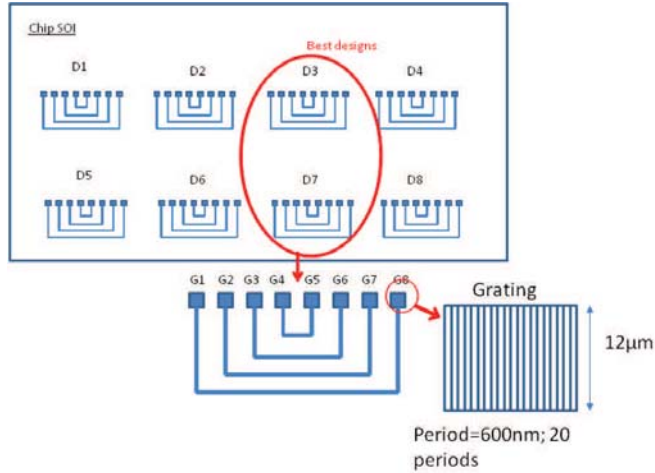 Chip SOI
Best designs
D1 D2 D3 D4
D5 D6 D7 D8
G1 G2 G3 G4 G5 G6 G7 G8
Grating
12μm
Period=600nm; 20
periods